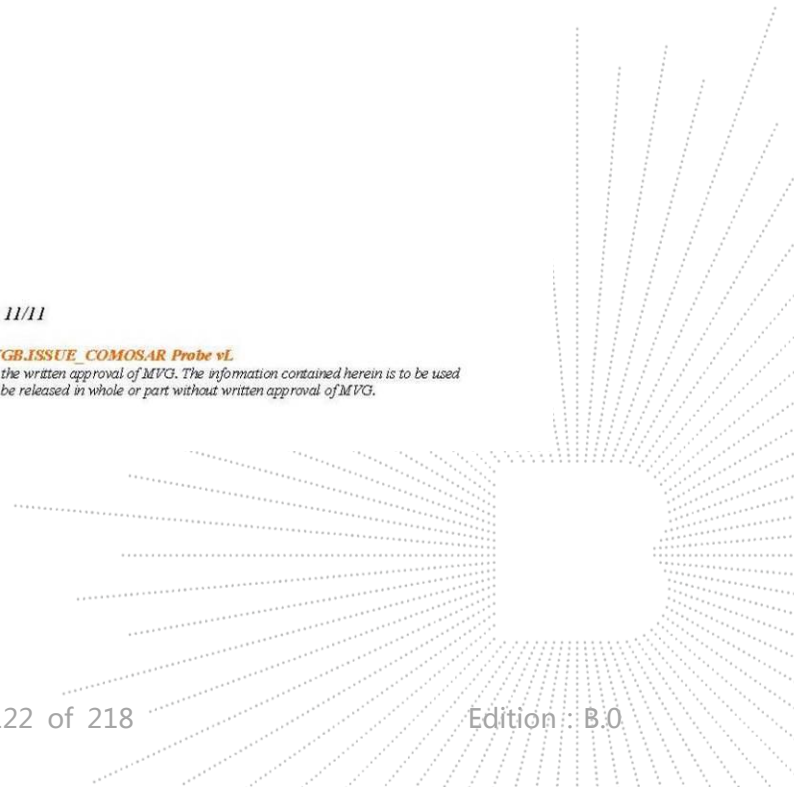 11/11
GB.ISSUE_COMOSAR Probe vL
the written approval of MVG. The information contained herein is to be used
be released in whole or part without written approval of MVG.
22 of 218
Edition : B.0